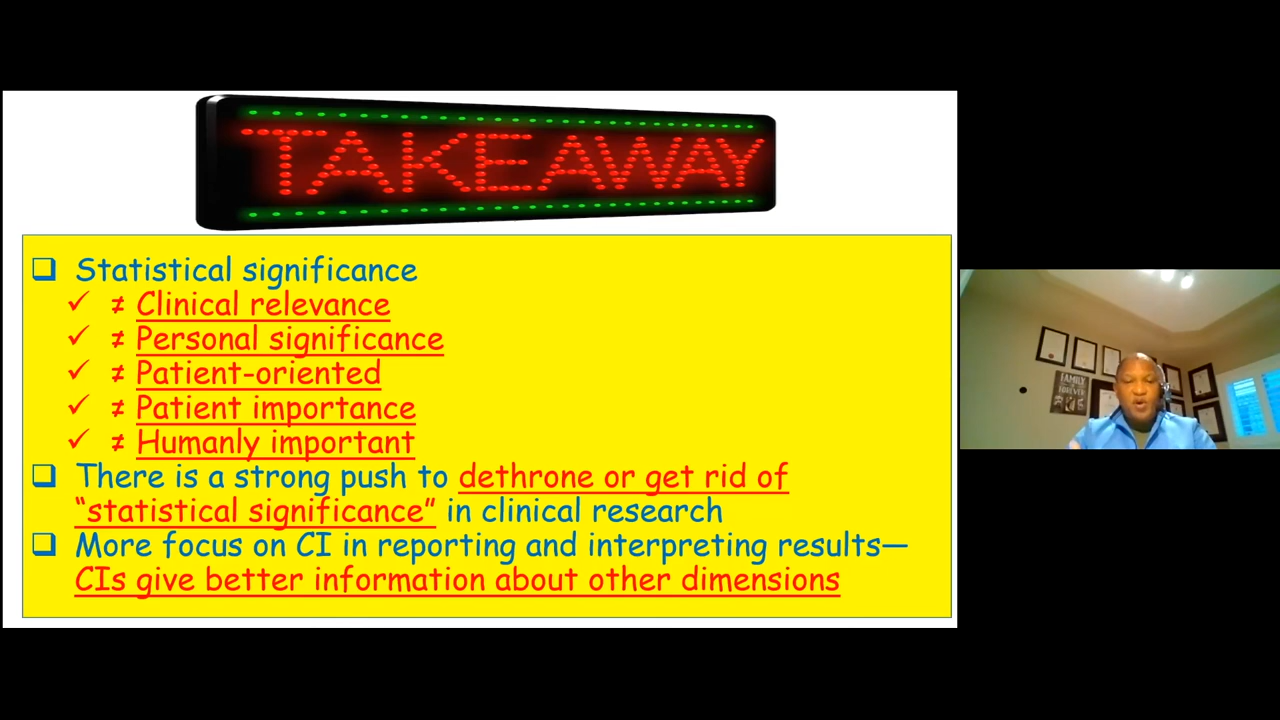 TAKEAWAY
❑ Statistical significance
✓ ≠ Clinical relevance
✓ ≠ Personal significance
✓ ≠ Patient-oriented
✓ ≠ Patient importance
✓ ≠ Humanly important
❑ There is a strong push to dethrone or get rid of
“statistical significance” in clinical research
❑ More focus on CI in reporting and interpreting results—
CIs give better information about other dimensions
FAMILY
FOREVER